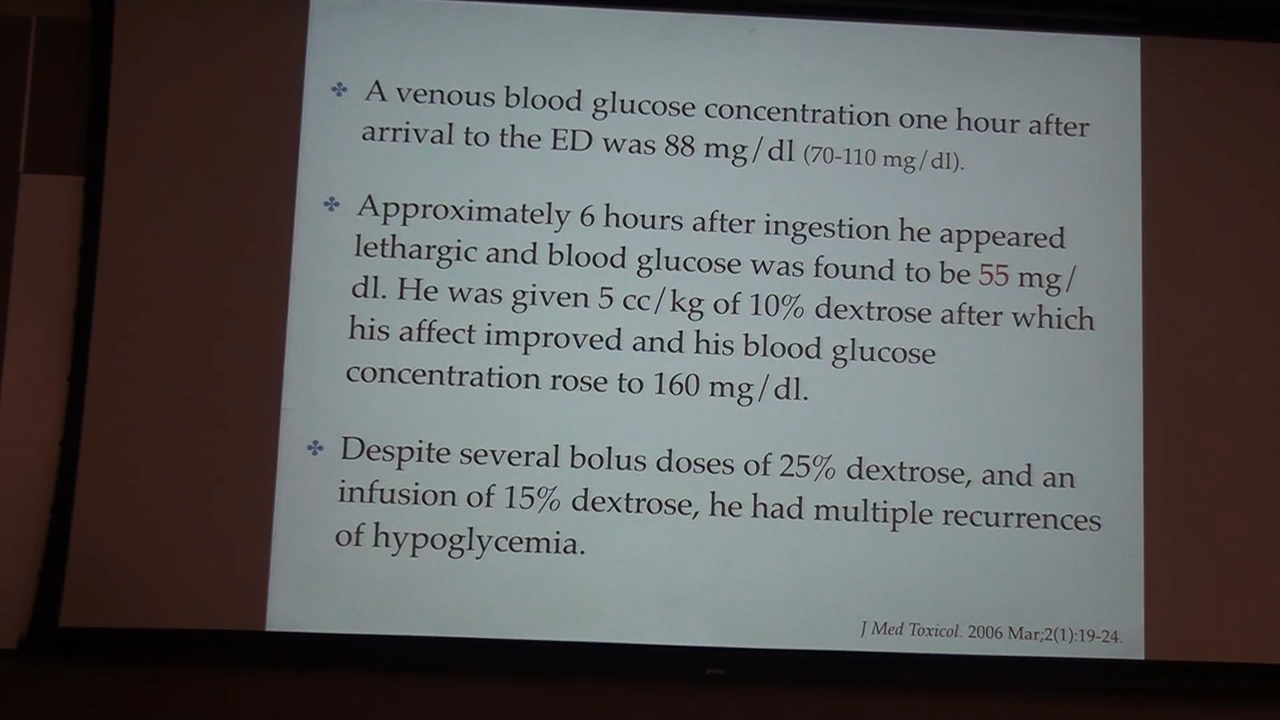 ❖ A venous blood glucose concentration one hour after
arrival to the ED was 88 mg/dl (70-110 mg/dl).
❖ Approximately 6 hours after ingestion he appeared
lethargic and blood glucose was found to be 55 mg/
dl. He was given 5 cc/kg of 10% dextrose after which
his affect improved and his blood glucose
concentration rose to 160 mg/dl.
❖ Despite several bolus doses of 25% dextrose, and an
infusion of 15% dextrose, he had multiple recurrences
of hypoglycemia.
J Med Toxicol. 2006 Mar;2(1):19-24.